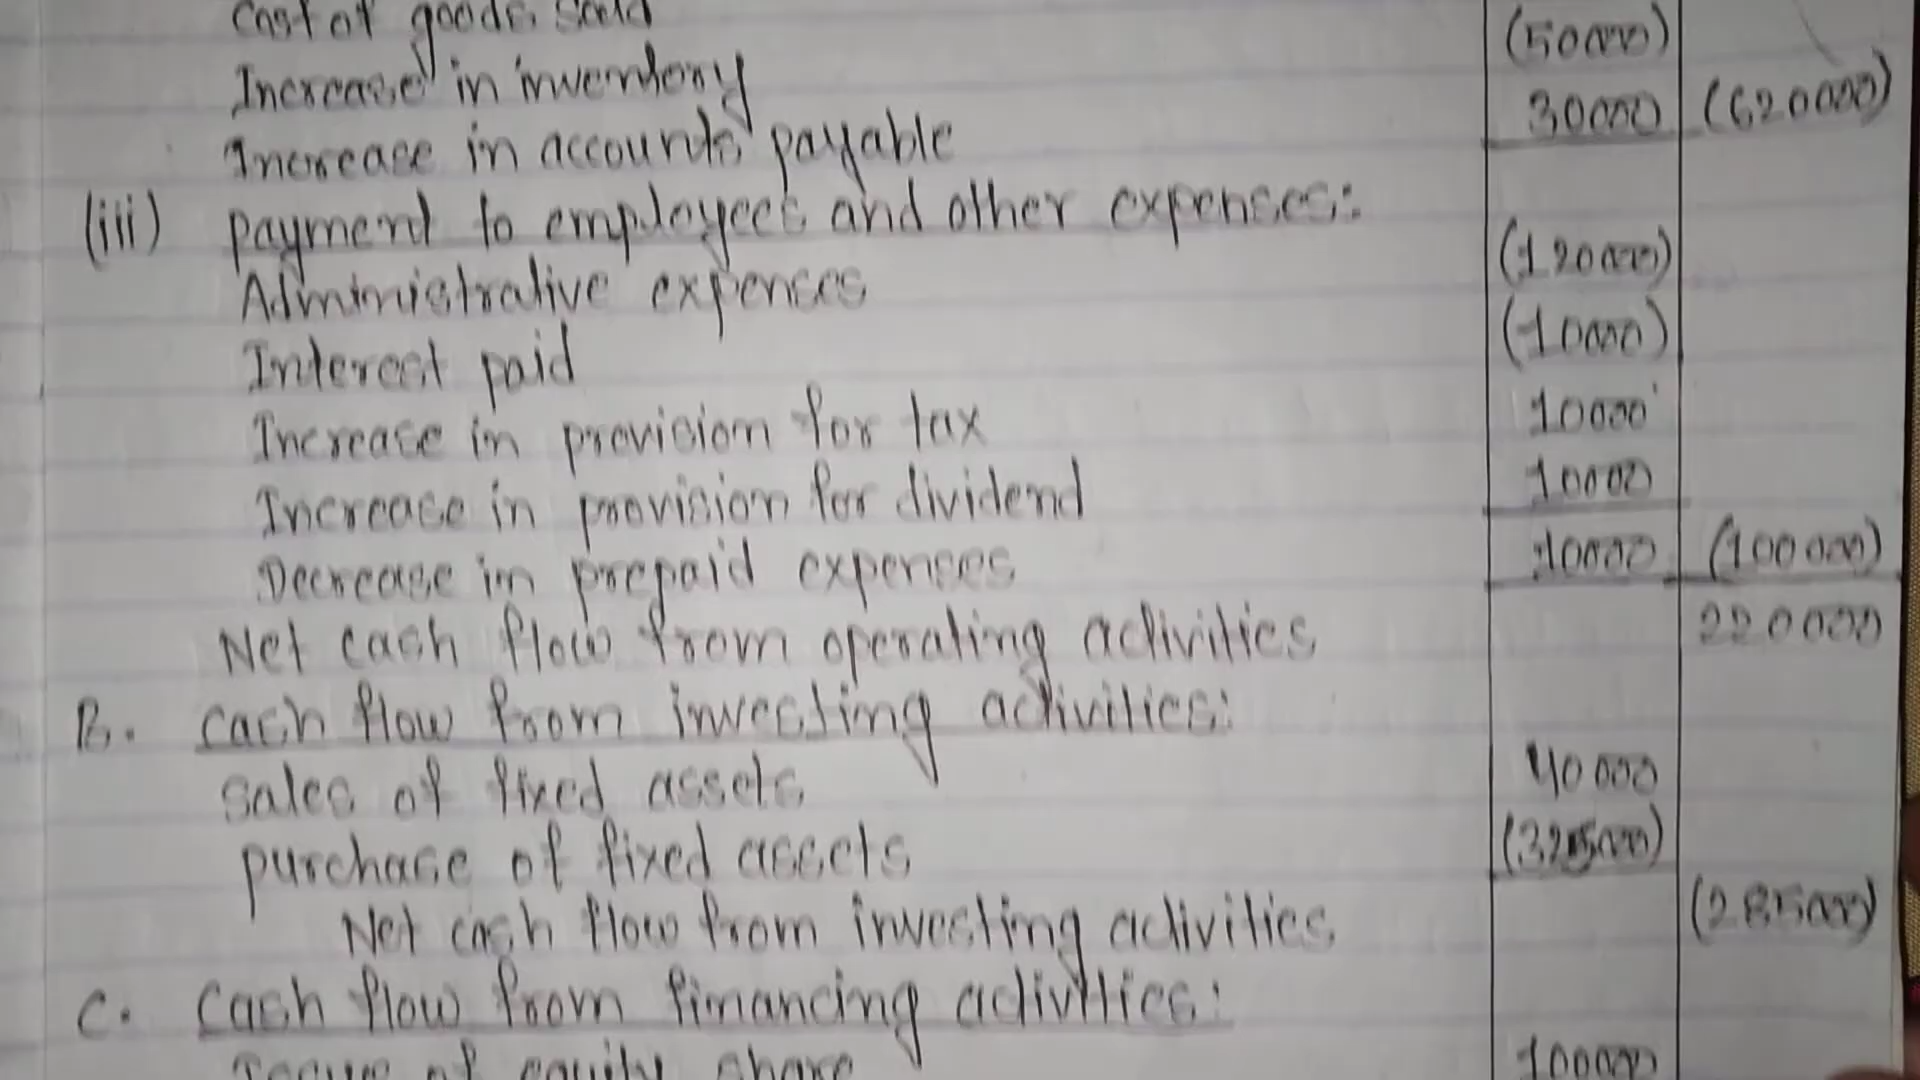 Cost of goods sold
Increase in inventory (50000)
Increase in accounts payable 30000 (620000)
(iii) payment to employees and other expenses:
Administrative expenses (120000)
Interest paid (10000)
Increase in provision for tax 10000
Increase in provision for dividend 10000
Decrease in prepaid expenses 10000 (100000)
Net cash flow from operating activities 220000
B. Cash flow from investing activities:
Sales of fixed assets 40000
purchase of fixed assets (325000)
Net cash flow from investing activities (285000)
C. Cash flow from financing activities:
Issue of equity share 100000